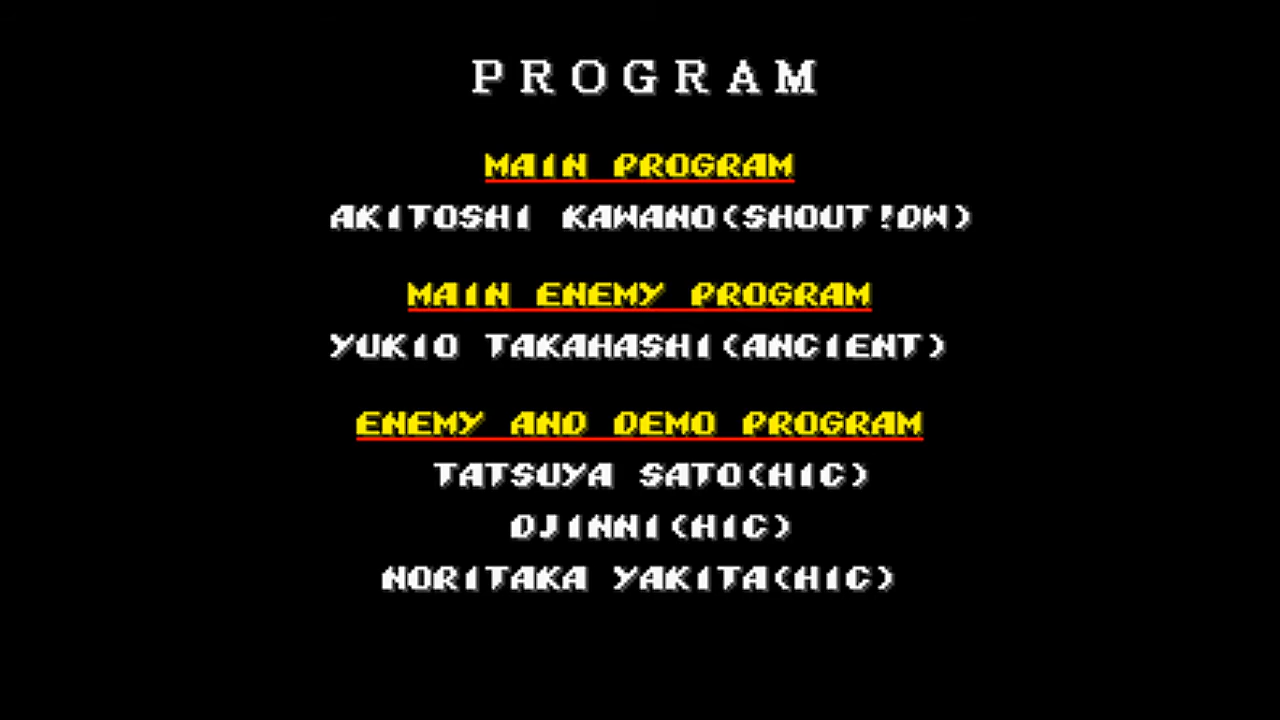 PROGRAM
MAIN PROGRAM
AKITOSHI KAWANO(SHOUT!DW)
MAIN ENEMY PROGRAM
YUKIO TAKAHASHI(ANCIENT)
ENEMY AND DEMO PROGRAM
TATSUYA SATO(HIC)
DJINNI(HIC)
NORITAKA YAKITA(HIC)